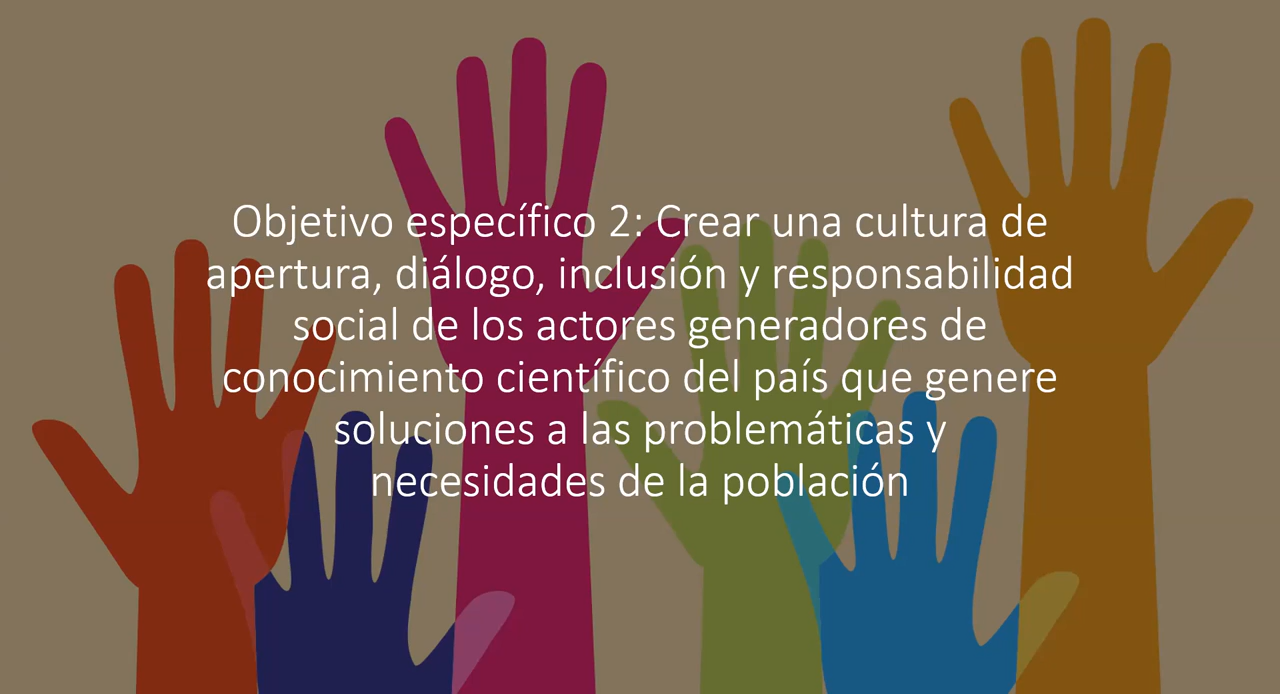 Objetivo específico 2: Crear una cultura de
apertura, diálogo, inclusión y responsabilidad
social de los actores generadores de
conocimiento científico del país que genere
soluciones a las problemáticas y
necesidades de la población